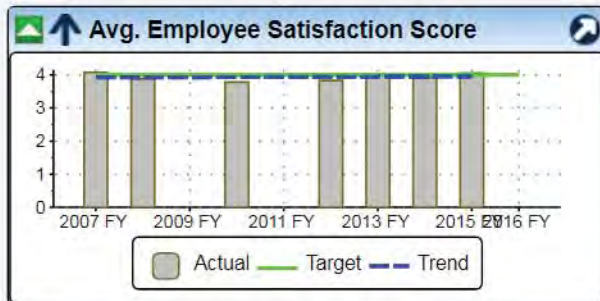 Avg. Employee Satisfaction Score
4
3
2
1
0
2007 FY 2009 FY 2011 FY 2013 FY 2015 FY 2016 FY
Actual Target Trend